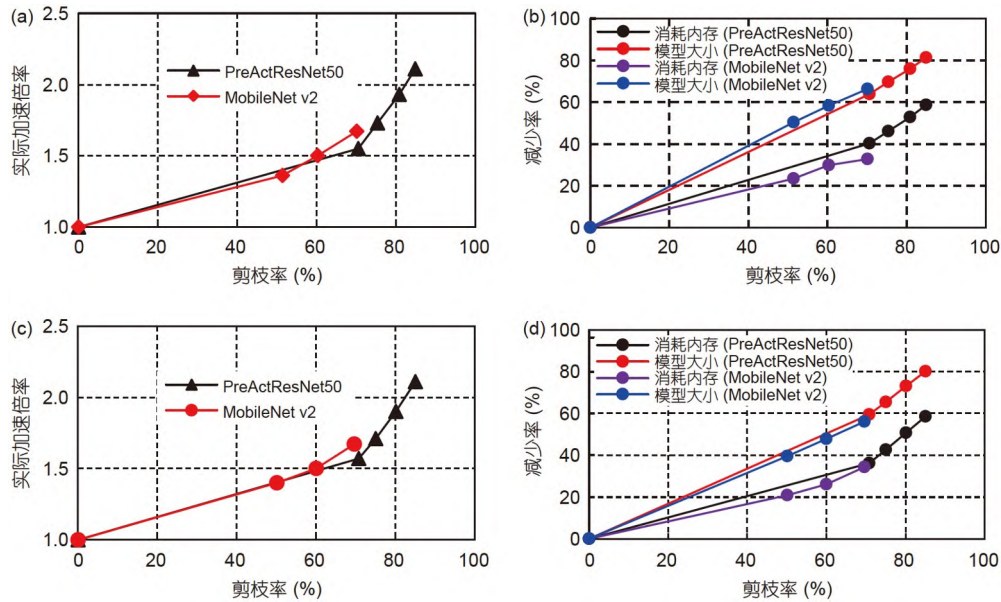 (a)
2.5
2.0
1.5
1.0
实际加速倍率
PreActResNet50
MobileNet v2
0
20
40
60
80
100
剪枝率 (%)
(b)
100
80
60
40
20
0
减少率 (%)
消耗内存 (PreActResNet50)
模型大小 (PreActResNet50)
消耗内存 (MobileNet v2)
模型大小 (MobileNet v2)
0
20
40
60
80
100
剪枝率 (%)
(c)
2.5
2.0
1.5
1.0
实际加速倍率
PreActResNet50
MobileNet v2
0
20
40
60
80
100
剪枝率 (%)
(d)
100
80
60
40
20
0
减少率 (%)
消耗内存 (PreActResNet50)
模型大小 (PreActResNet50)
消耗内存 (MobileNet v2)
模型大小 (MobileNet v2)
0
20
40
60
80
100
剪枝率 (%)